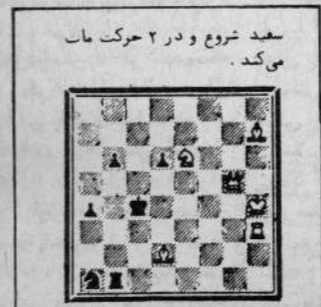 سفید شروع و در ۲ حرکت مات
می‌کند .